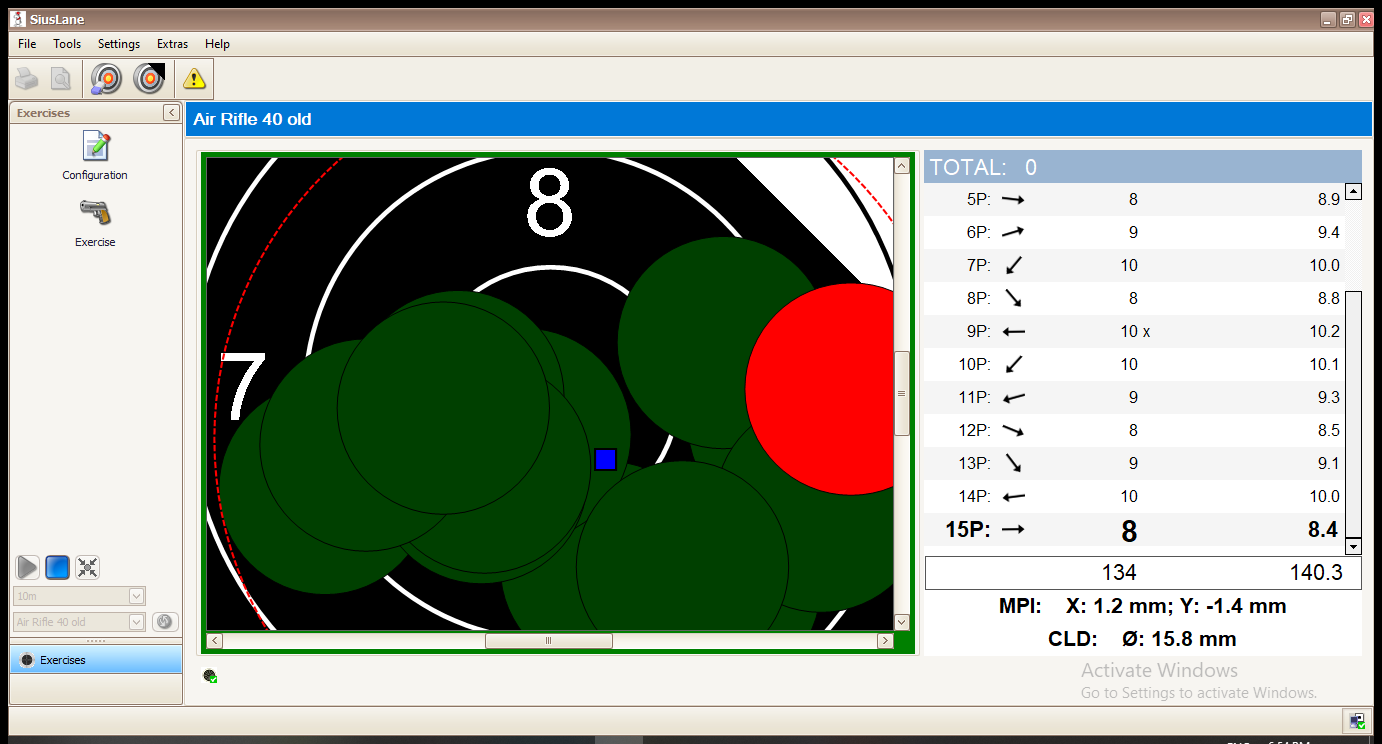 SiusLane
File Tools Settings Extras Help
Exercises
Configuration
Exercise
10m
Air Rifle 40 old
Exercises
Air Rifle 40 old
8
7
TOTAL: 0
5P: 8 8.9
6P: 9 9.4
7P: 10 10.0
8P: 8 8.8
9P: 10 x 10.2
10P: 10 10.1
11P: 9 9.3
12P: 8 8.5
13P: 9 9.1
14P: 10 10.0
15P: 8 8.4
134 140.3
MPI: X: 1.2 mm; Y: -1.4 mm
CLD: Ø: 15.8 mm
Activate Windows
Go to Settings to activate Windows.